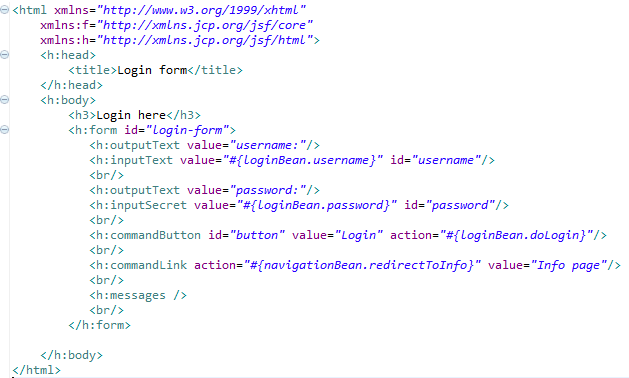 <html xmlns="http://www.w3.org/1999/xhtml"
xmlns:f="http://xmlns.jcp.org/jsf/core"
xmlns:h="http://xmlns.jcp.org/jsf/html">
<h:head>
<title>Login form</title>
</h:head>
<h:body>
<h3>Login here</h3>
<h:form id="login-form">
<h:outputText value="username:"/>
<h:inputText value="#{loginBean.username}" id="username"/>
<br/>
<h:outputText value="password:"/>
<h:inputSecret value="#{loginBean.password}" id="password"/>
<br/>
<h:commandButton id="button" value="Login" action="#{loginBean.doLogin}"/>
<br/>
<h:commandLink action="#{navigationBean.redirectToInfo}" value="Info page"/>
<br/>
<h:messages />
<br/>
</h:form>
</h:body>
</html>